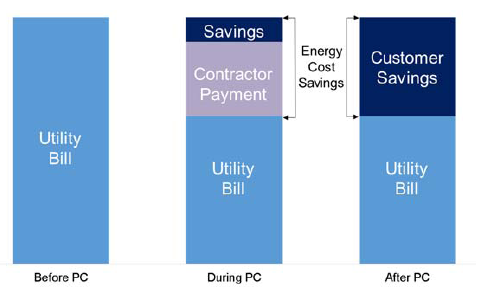 Utility
Bill
Before PC
Savings
Contractor
Payment
Utility
Bill
During PC
Energy
Cost
Savings
Customer
Savings
Utility
Bill
After PC